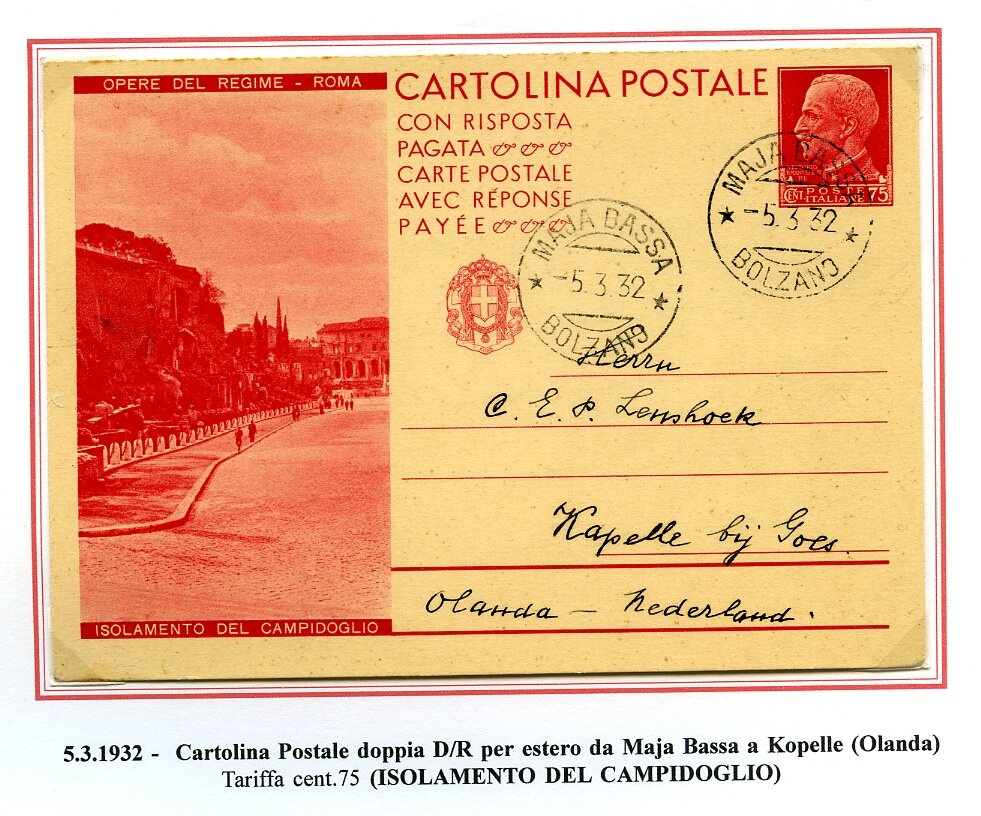 OPERE DEL REGIME - ROMA
CARTOLINA POSTALE
CON RISPOSTA
PAGATA
CARTE POSTALE
AVEC RÉPONSE
PAYÉE
POSTE
CENT. ITALIANE 75
MAJA BASSA
-5.3.32
BOLZANO
MAJA BASSA
-5.3.32
BOLZANO
Herrn
C. E. P. Lenshoek
Kapelle bij Goes.
Olanda - Nederland.
ISOLAMENTO DEL CAMPIDOGLIO
5.3.1932 - Cartolina Postale doppia D/R per estero da Maja Bassa a Kopelle (Olanda)
Tariffa cent.75 (ISOLAMENTO DEL CAMPIDOGLIO)